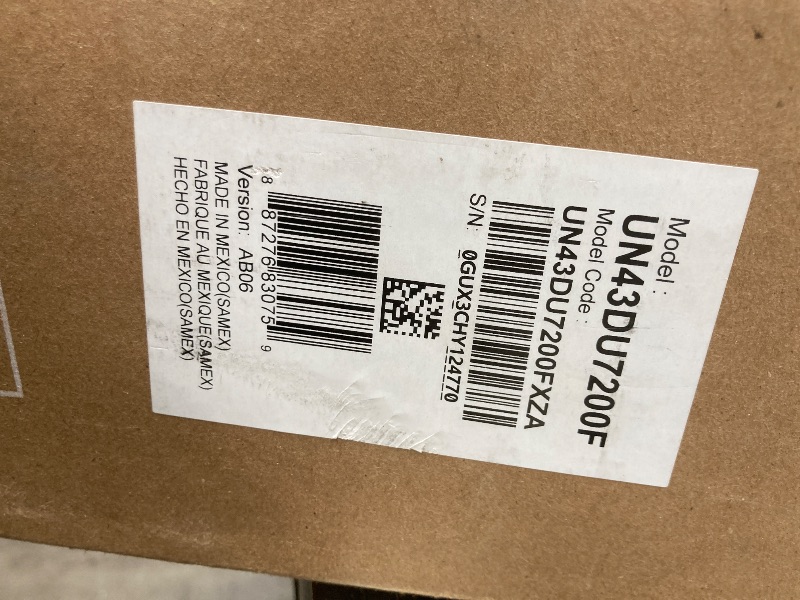 Model :
UN43DU7200F
Model Code :
UN43DU7200FXZA
S/N: 0GUX3CHY124770
8 87276 83075 9
Version: AB06
MADE IN MEXICO(SAMEX)
FABRIQUE AU MEXIQUE(SAMEX)
HECHO EN MEXICO(SAMEX)